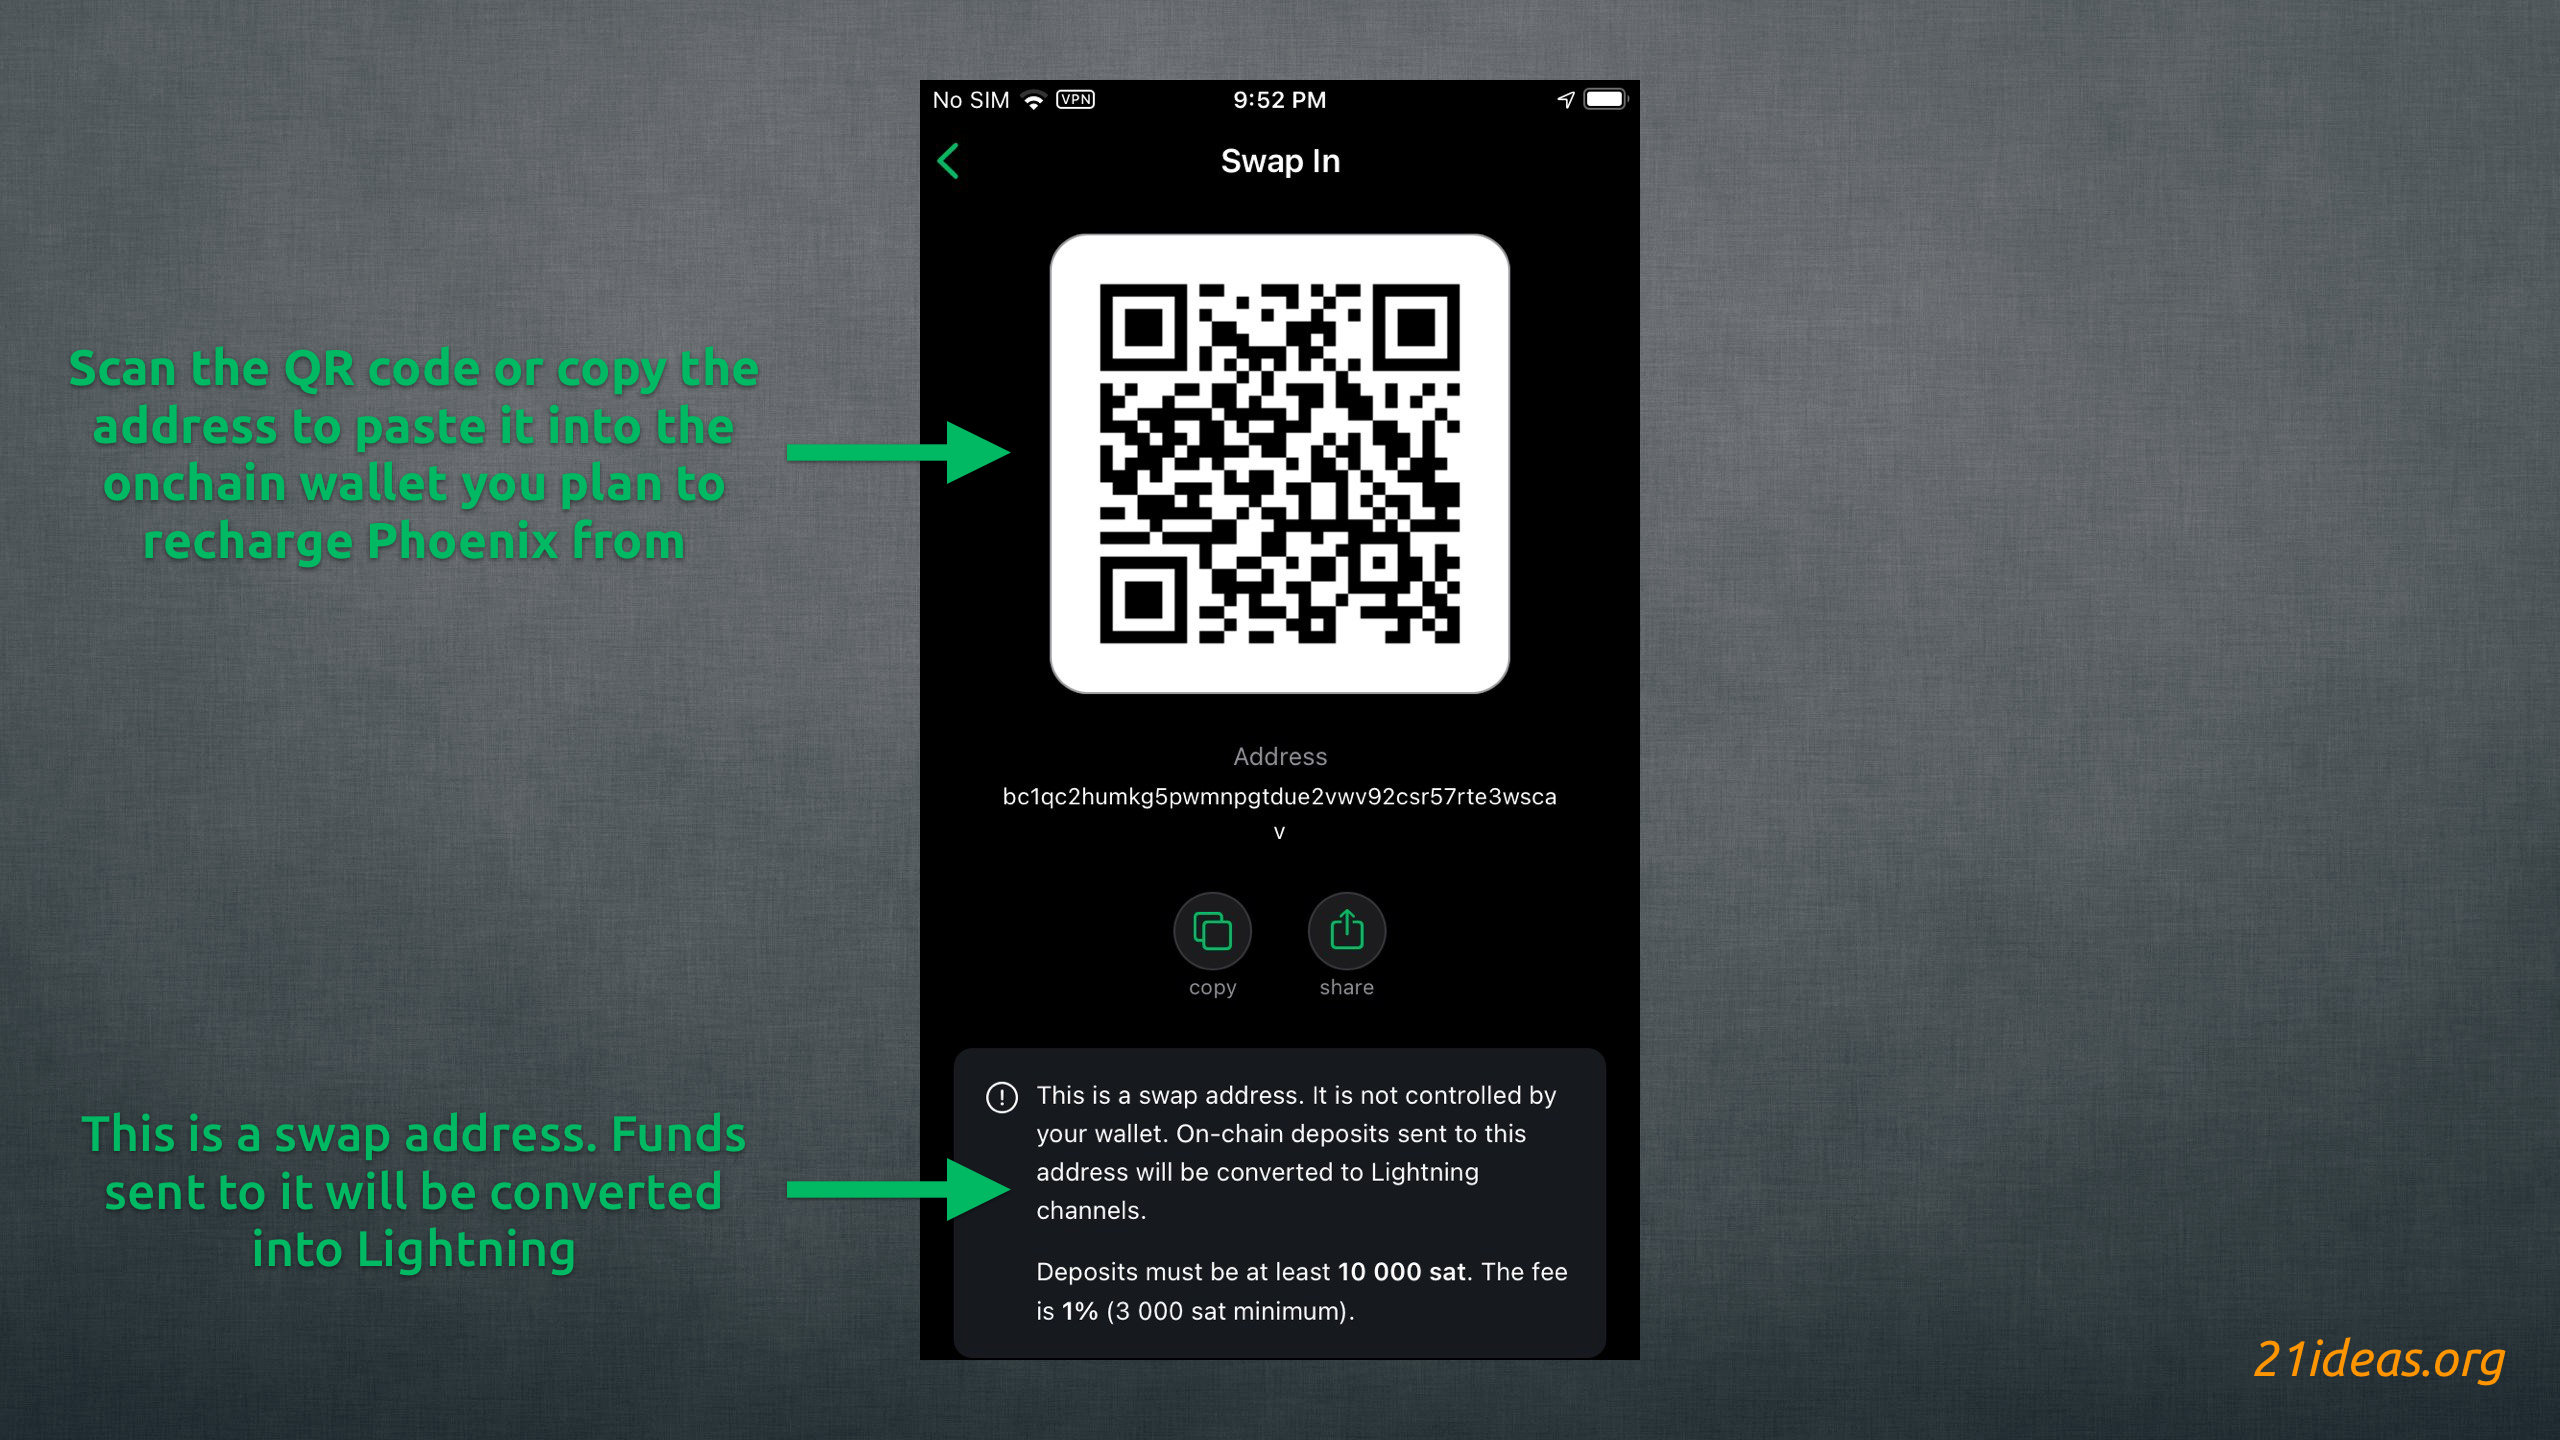 No SIM VPN 9:52 PM
Swap In
Scan the QR code or copy the
address to paste it into the
onchain wallet you plan to
recharge Phoenix from
Address
bc1qc2humkg5pwmnpgtdue2vwv92csr57rte3wsca
v
copy share
This is a swap address. Funds
sent to it will be converted
into Lightning
This is a swap address. It is not controlled by
your wallet. On-chain deposits sent to this
address will be converted to Lightning
channels.
Deposits must be at least 10 000 sat. The fee
is 1% (3 000 sat minimum).
21ideas.org